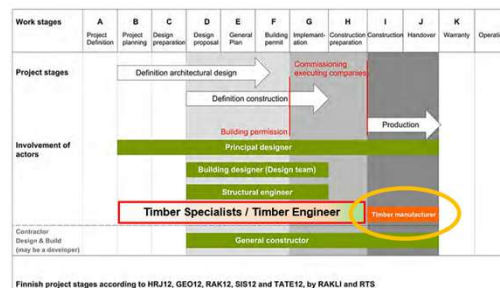 Work stages
A
B
C
D
E
F
G
H
I
J
K
Project Definition
Project planning
Design preparation
Design proposal
General Plan
Building permit
Implemant-ation
Construction preparation
Construction
Handover
Warranty
Operatio
Project stages
Definition architectural design
Commissioning
executing companies
Definition construction
Building permission
Production
Involvement of
actors
Principal designer
Building designer (Design team)
Structural engineer
Timber Specialists / Timber Engineer
Timber manufacturer
Contractor
Design & Build
(may be a developer)
General constructor
Finnish project stages according to HRJ12, GEO12, RAK12, SIS12 and TATE12, by RAKLI and RTS